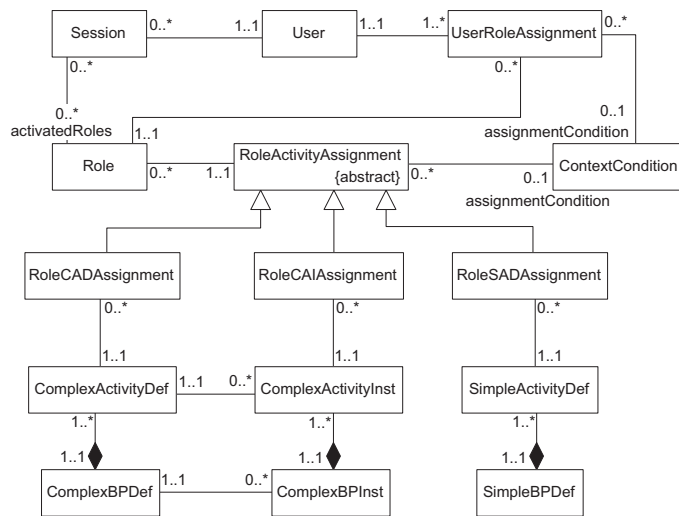 Session
0..*
1..1
User
1..1
1..*
UserRoleAssignment
0..*
0..*
0..*
0..*
activatedRoles
1..1
0..1
assignmentCondition
Role
0..*
1..1
RoleActivityAssignment
{abstract}
0..*
0..1
assignmentCondition
ContextCondition
RoleCADAssignment
RoleCAIAssignment
RoleSADAssignment
0..*
0..*
0..*
1..1
1..1
1..1
ComplexActivityDef
1..1
0..*
ComplexActivityInst
SimpleActivityDef
1..*
1..*
1..*
1..1
1..1
1..1
ComplexBPDef
1..1
0..*
ComplexBPInst
SimpleBPDef